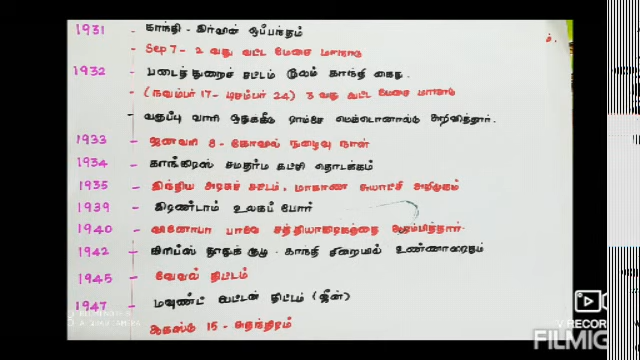 1931 - காந்தி - இர்வின் ஒப்பந்தம்
- Sep 7 - 2 வது வட்ட மேசை மாநாடு
1932 - படைத்துறைச் சட்டம் மூலம் காந்தி கைது.
- (நவம்பர் 17 - டிசம்பர் 24) 3 வது வட்ட மேசை மாநாடு
- வகுப்பு வாரி ஒதுக்கீடு ராம்சே மெக்டொனால்டு அறிவித்தார்.
1933 - ஜனவரி 8 - கோவில் நுழைவு நாள்
1934 - காங்கிரஸ் சமதர்ம கட்சி தொடக்கம்
1935 - இந்திய அரசுச் சட்டம், மாகாண சுயாட்சி அறிமுகம்
1939 - இரண்டாம் உலகப் போர்
1940 - வினோபா பாவே சத்தியாகிரகத்தை ஆரம்பித்தார்.
1942 - கிரிப்ஸ் தூதுக்குழு - காந்தி சிறையில் உண்ணாவிரதம்
1945 - வேவல் திட்டம்
1947 - மவுண்ட் பேட்டன் திட்டம் (ஜூன்)
ஆகஸ்டு 15 - சுதந்திரம்
RECOR
FILMIG